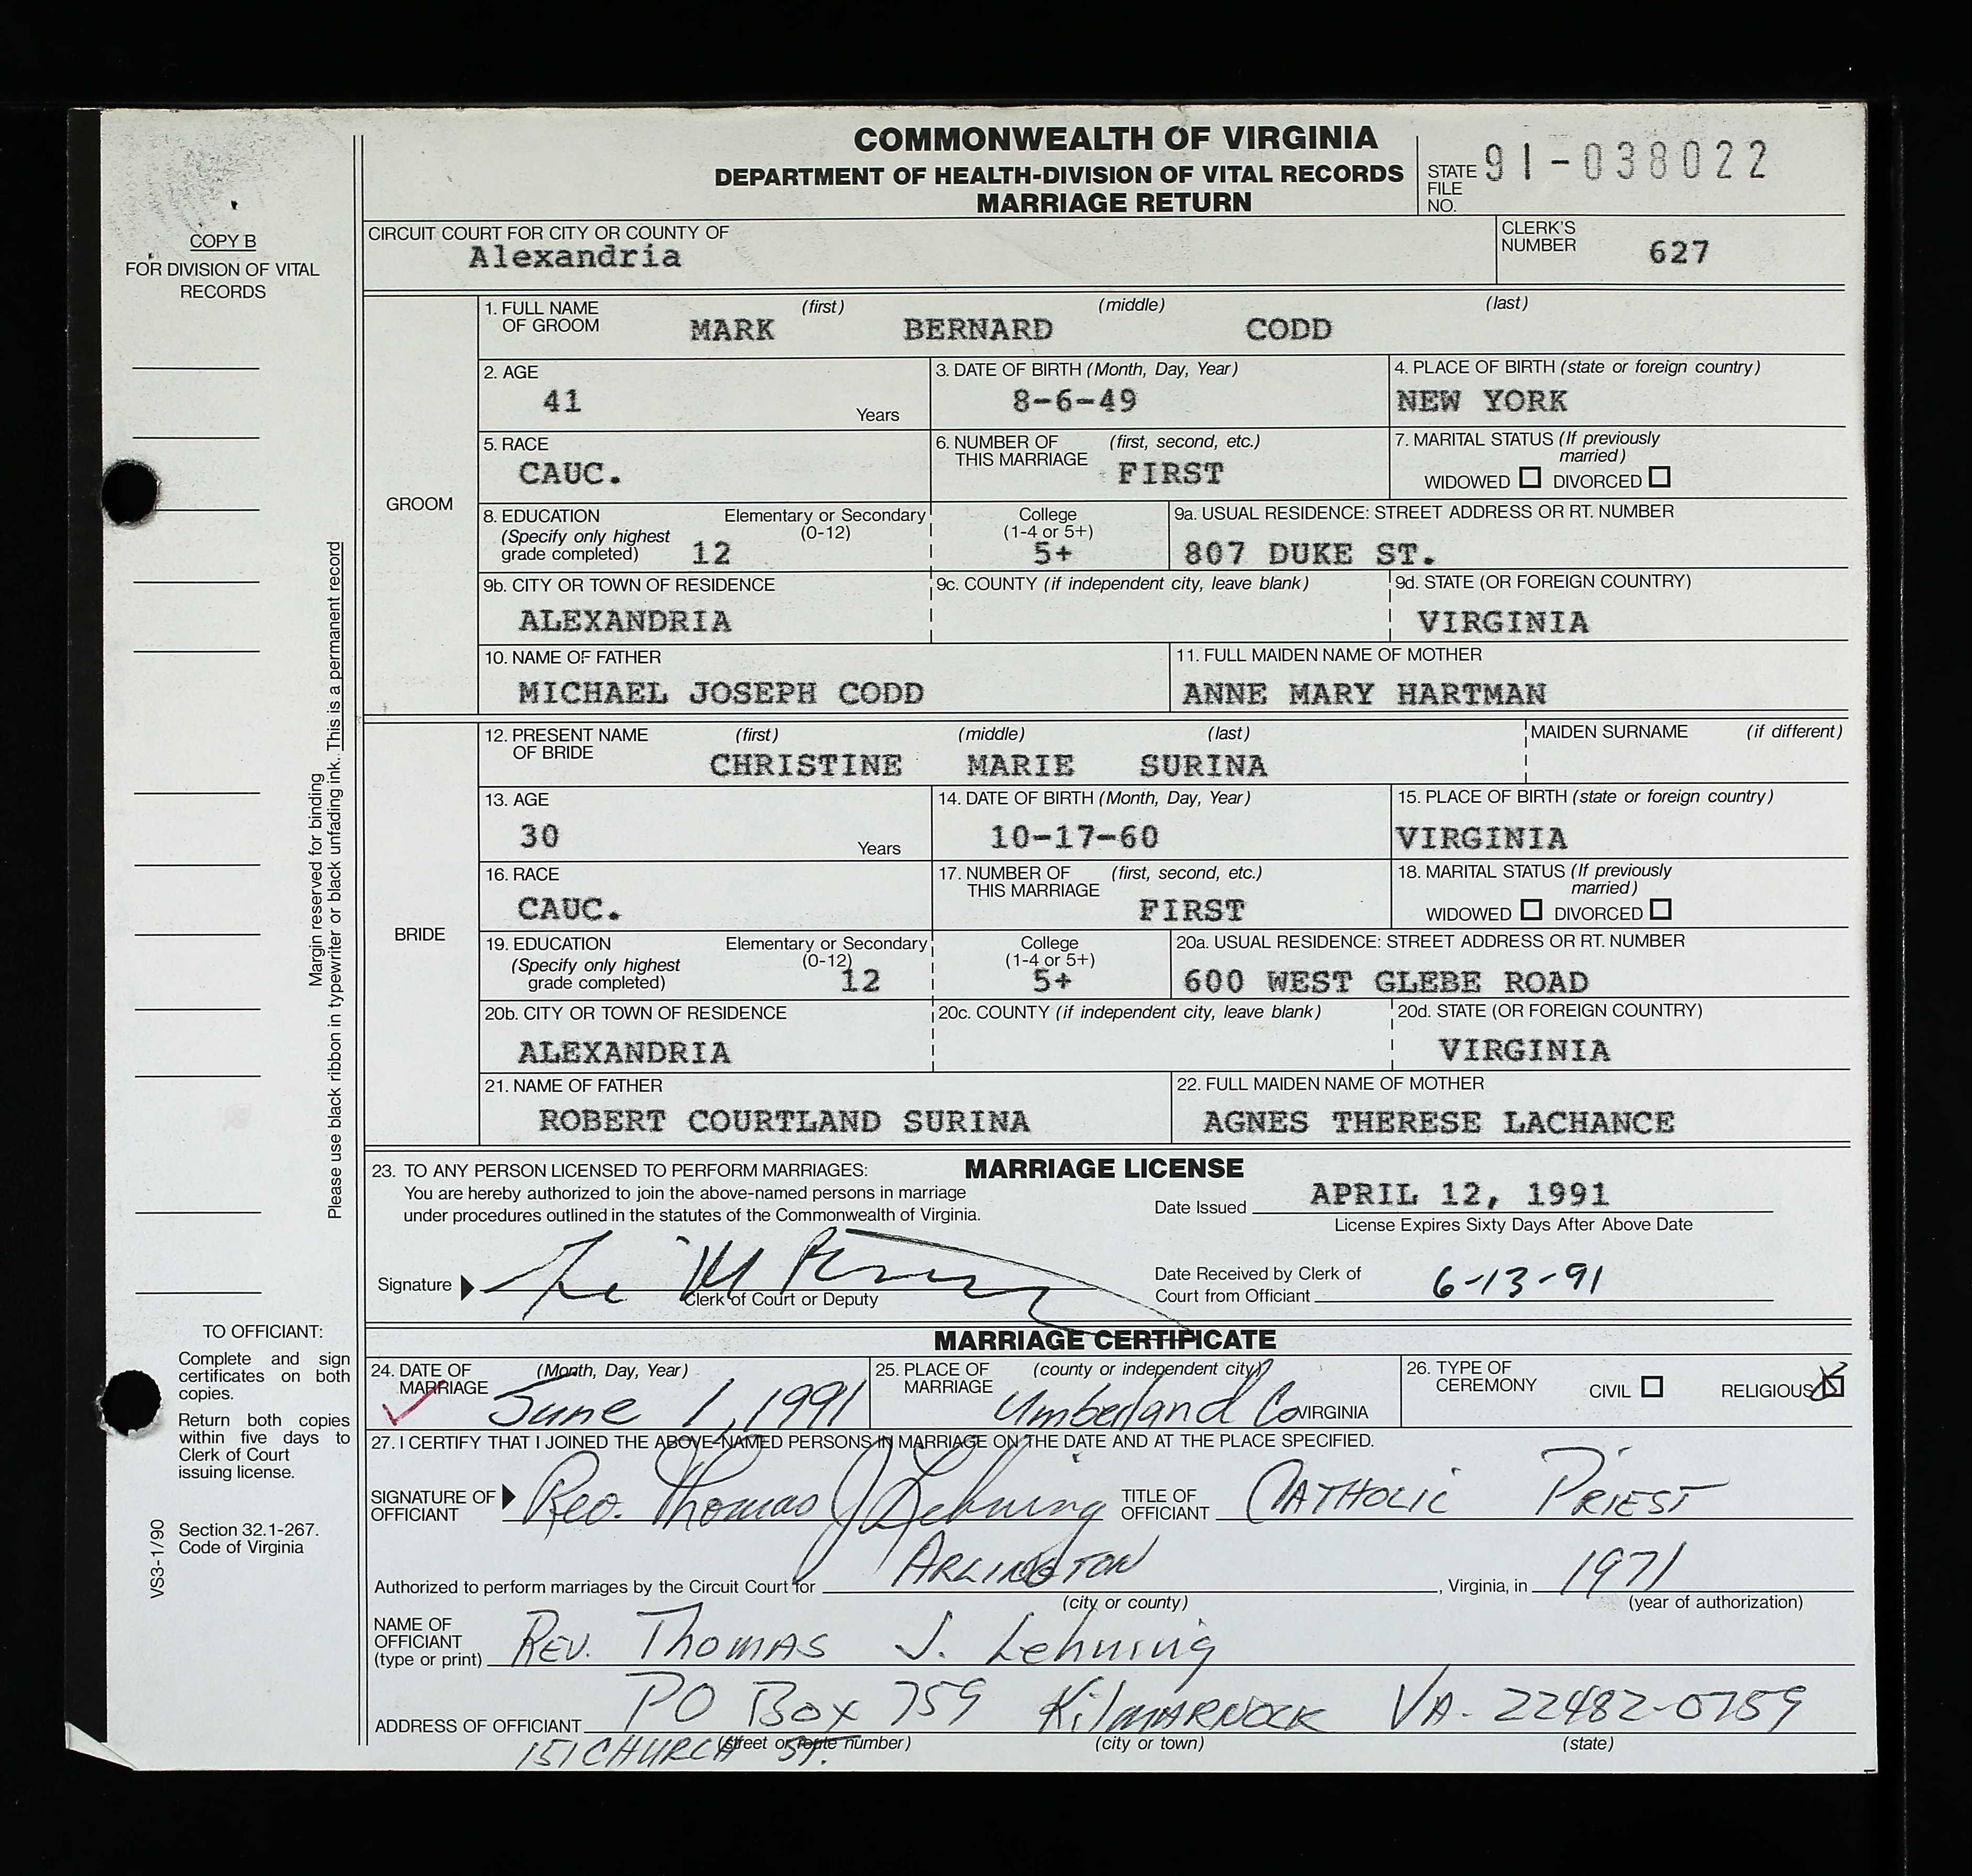 COMMONWEALTH OF VIRGINIA
DEPARTMENT OF HEALTH-DIVISION OF VITAL RECORDS
MARRIAGE RETURN
STATE FILE NO. 91-038022
COPY B
FOR DIVISION OF VITAL
RECORDS
CIRCUIT COURT FOR CITY OR COUNTY OF
Alexandria
CLERK'S NUMBER 627
GROOM
1. FULL NAME OF GROOM (first) (middle) (last)
MARK BERNARD CODD
2. AGE 41 Years
3. DATE OF BIRTH (Month, Day, Year) 8-6-49
4. PLACE OF BIRTH (state or foreign country) NEW YORK
5. RACE CAUC.
6. NUMBER OF THIS MARRIAGE (first, second, etc.) FIRST
7. MARITAL STATUS (If previously married)
WIDOWED DIVORCED
8. EDUCATION (Specify only highest grade completed) Elementary or Secondary (0-12) 12
College (1-4 or 5+) 5+
9a. USUAL RESIDENCE: STREET ADDRESS OR RT. NUMBER
807 DUKE ST.
9b. CITY OR TOWN OF RESIDENCE
ALEXANDRIA
9c. COUNTY (if independent city, leave blank)
9d. STATE (OR FOREIGN COUNTRY)
VIRGINIA
10. NAME OF FATHER
MICHAEL JOSEPH CODD
11. FULL MAIDEN NAME OF MOTHER
ANNE MARY HARTMAN
BRIDE
12. PRESENT NAME OF BRIDE (first) (middle) (last)
CHRISTINE MARIE SURINA
MAIDEN SURNAME (if different)
13. AGE 30 Years
14. DATE OF BIRTH (Month, Day, Year) 10-17-60
15. PLACE OF BIRTH (state or foreign country) VIRGINIA
16. RACE CAUC.
17. NUMBER OF THIS MARRIAGE (first, second, etc.) FIRST
18. MARITAL STATUS (If previously married)
WIDOWED DIVORCED
19. EDUCATION (Specify only highest grade completed) Elementary or Secondary (0-12) 12
College (1-4 or 5+) 5+
20a. USUAL RESIDENCE: STREET ADDRESS OR RT. NUMBER
600 WEST GLEBE ROAD
20b. CITY OR TOWN OF RESIDENCE
ALEXANDRIA
20c. COUNTY (if independent city, leave blank)
20d. STATE (OR FOREIGN COUNTRY)
VIRGINIA
21. NAME OF FATHER
ROBERT COURTLAND SURINA
22. FULL MAIDEN NAME OF MOTHER
AGNES THERESE LACHANCE
Margin reserved for binding
Please use black ribbon in typewriter or black unfading ink. This is a permanent record
MARRIAGE LICENSE
23. TO ANY PERSON LICENSED TO PERFORM MARRIAGES:
You are hereby authorized to join the above-named persons in marriage
under procedures outlined in the statutes of the Commonwealth of Virginia.
Date Issued APRIL 12, 1991
License Expires Sixty Days After Above Date
Signature
Clerk of Court or Deputy
Date Received by Clerk of
Court from Officiant 6-13-91
MARRIAGE CERTIFICATE
24. DATE OF MARRIAGE (Month, Day, Year)
June 1, 1991
25. PLACE OF MARRIAGE (county or independent city)
Umberland Co VIRGINIA
26. TYPE OF CEREMONY CIVIL RELIGIOUS X
27. I CERTIFY THAT I JOINED THE ABOVE-NAMED PERSONS IN MARRIAGE ON THE DATE AND AT THE PLACE SPECIFIED.
SIGNATURE OF OFFICIANT Rev. Thomas J Lehning
TITLE OF OFFICIANT CATHOLIC PRIEST
Authorized to perform marriages by the Circuit Court for ARLINGTON, Virginia, in 1971
(city or county) (year of authorization)
NAME OF OFFICIANT (type or print) REV. THOMAS J. Lehning
ADDRESS OF OFFICIANT PO Box 759 KilMARNOCK VA. 22482-0759
(street or route number) (city or town) (state)
151 CHURCH ST.
TO OFFICIANT:
Complete and sign
certificates on both
copies.
Return both copies
within five days to
Clerk of Court
issuing license.
Section 32.1-267.
Code of Virginia
VS3-1/90